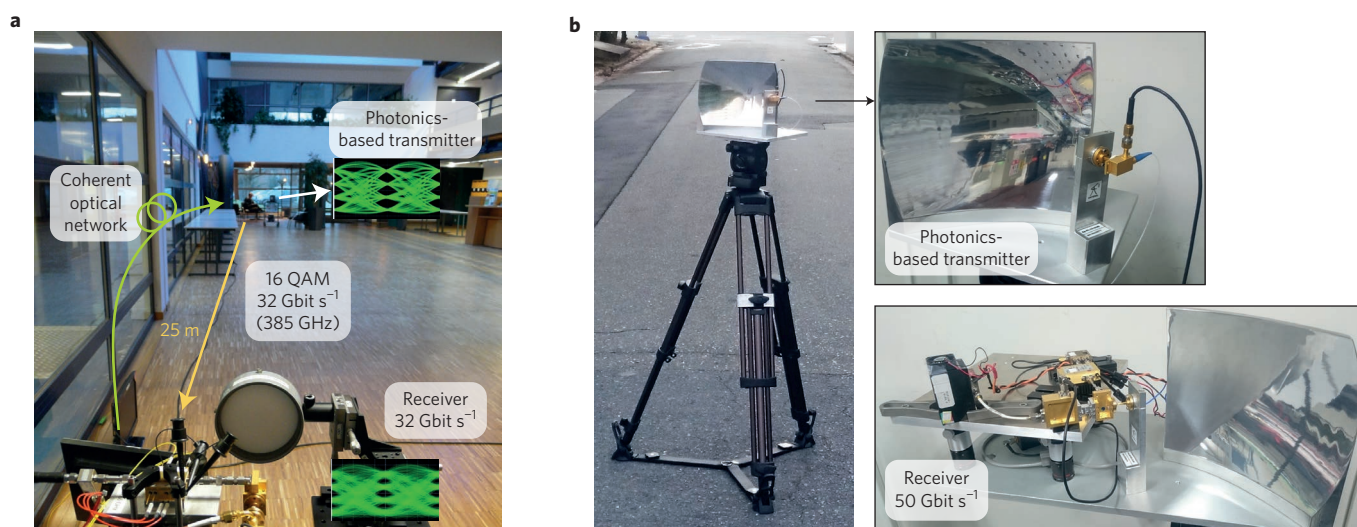 a
Photonics-
based transmitter
Coherent
optical
network
16 QAM
32 Gbit s⁻¹
(385 GHz)
25 m
Receiver
32 Gbit s⁻¹
b
Photonics-
based transmitter
Receiver
50 Gbit s⁻¹